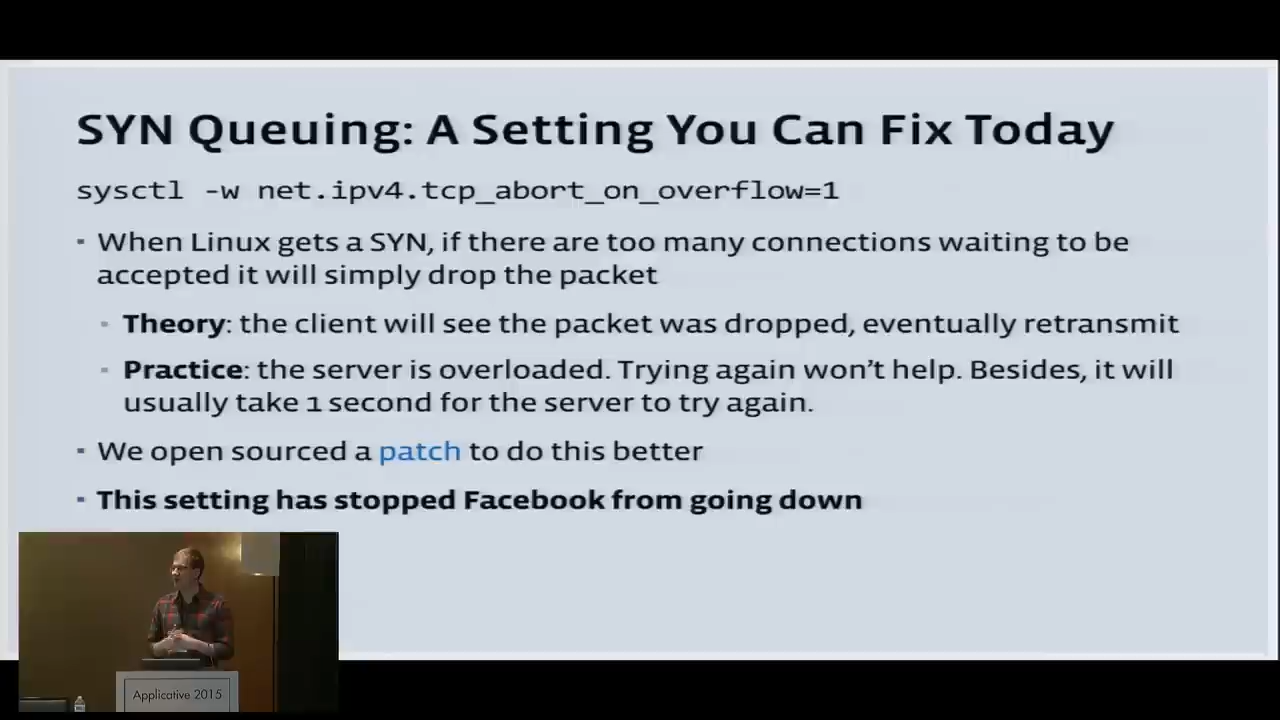 SYN Queuing: A Setting You Can Fix Today
sysctl -w net.ipv4.tcp_abort_on_overflow=1
▪ When Linux gets a SYN, if there are too many connections waiting to be
accepted it will simply drop the packet
▪ Theory: the client will see the packet was dropped, eventually retransmit
▪ Practice: the server is overloaded. Trying again won't help. Besides, it will
usually take 1 second for the server to try again.
▪ We open sourced a patch to do this better
▪ This setting has stopped Facebook from going down
Applicative 2015